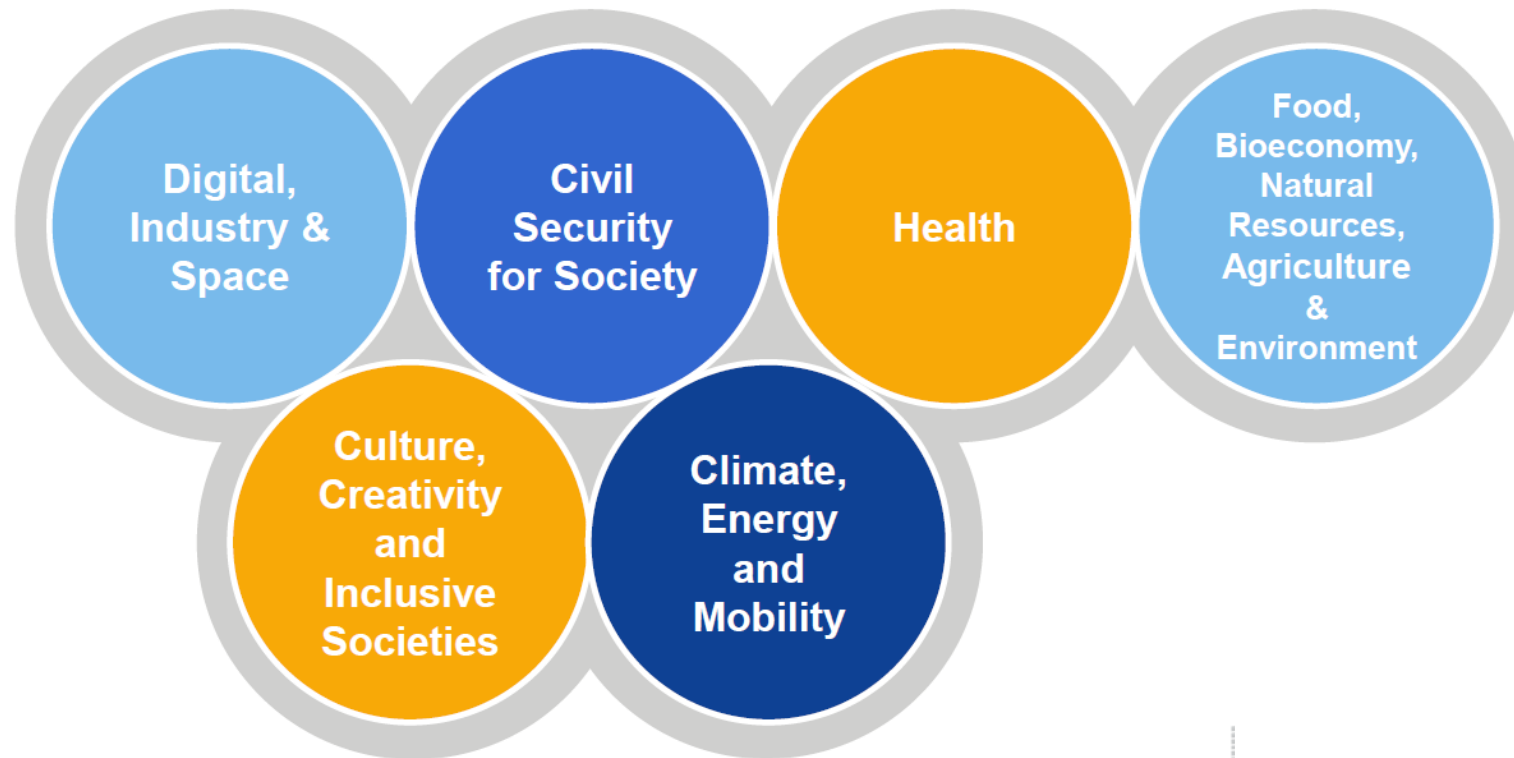 Digital,
Industry &
Space
Civil
Security
for Society
Health
Food,
Bioeconomy,
Natural
Resources,
Agriculture
&
Environment
Culture,
Creativity
and
Inclusive
Societies
Climate,
Energy
and
Mobility